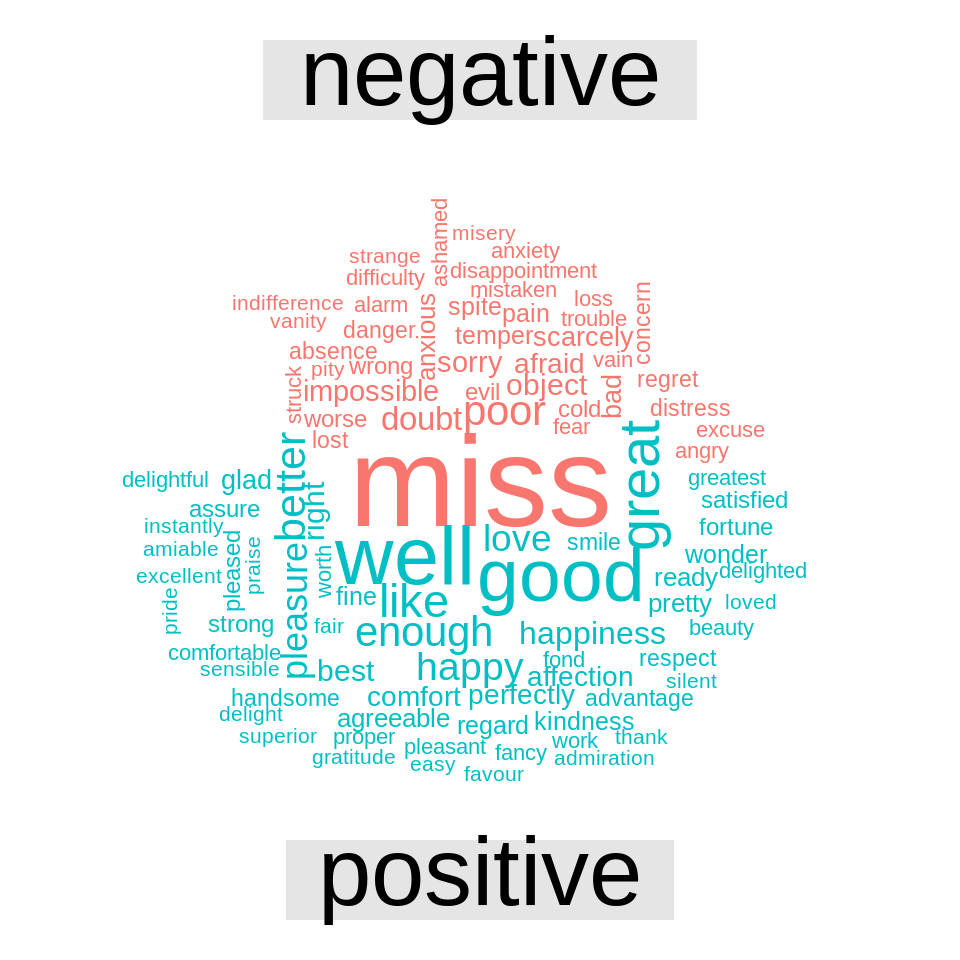 negative
misery
ashamed
anxiety
strange
disappointment
difficulty
mistaken
indifference
alarm
anxious
spite
pain
loss
concern
vanity
danger.
temper
scarcely
trouble
absence
pity
wrong
sorry
afraid
vain
struck
impossible
evil
object
bad
regret
worse
doubt
poor
cold
distress
lost
fear
excuse
miss
angry
great
delightful
glad
better
greatest
assure
right
satisfied
instantly
well
love
smile
fortune
amiable
pleased
praise
wonder
excellent
worth
good
ready
delighted
pride
pleasure
fine
like
pretty
loved
strong
fair
enough
happiness
beauty
comfortable
fond
respect
sensible
best
happy
affection
silent
handsome
comfort
perfectly
advantage
delight
agreeable
regard
kindness
superior
proper
pleasant
fancy
work
thank
gratitude
easy
admiration
favour
positive